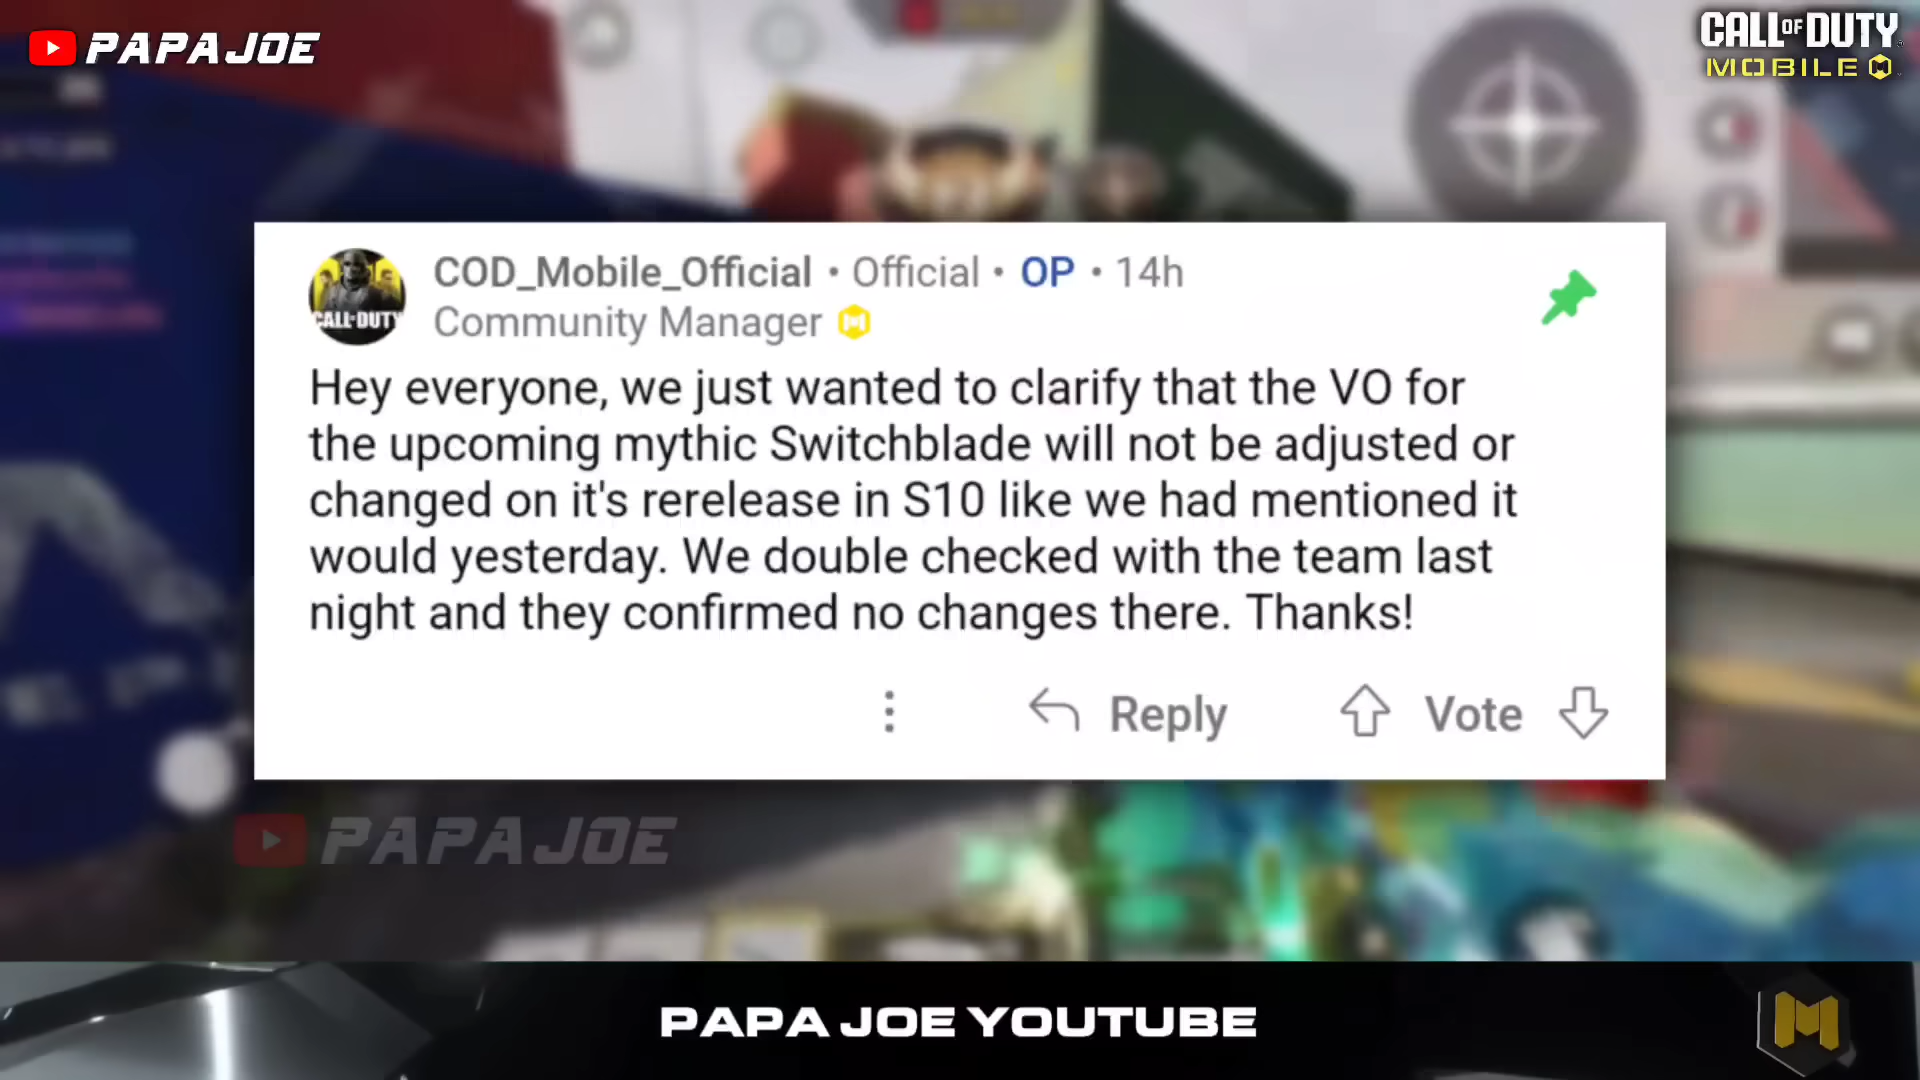 PAPA JOE
CALL OF DUTY
MOBILE
COD_Mobile_Official • Official • OP • 14h
Community Manager
CALL OF DUTY
Hey everyone, we just wanted to clarify that the VO for
the upcoming mythic Switchblade will not be adjusted or
changed on it's rerelease in S10 like we had mentioned it
would yesterday. We double checked with the team last
night and they confirmed no changes there. Thanks!
Reply
Vote
PAPA JOE
PAPA JOE YOUTUBE